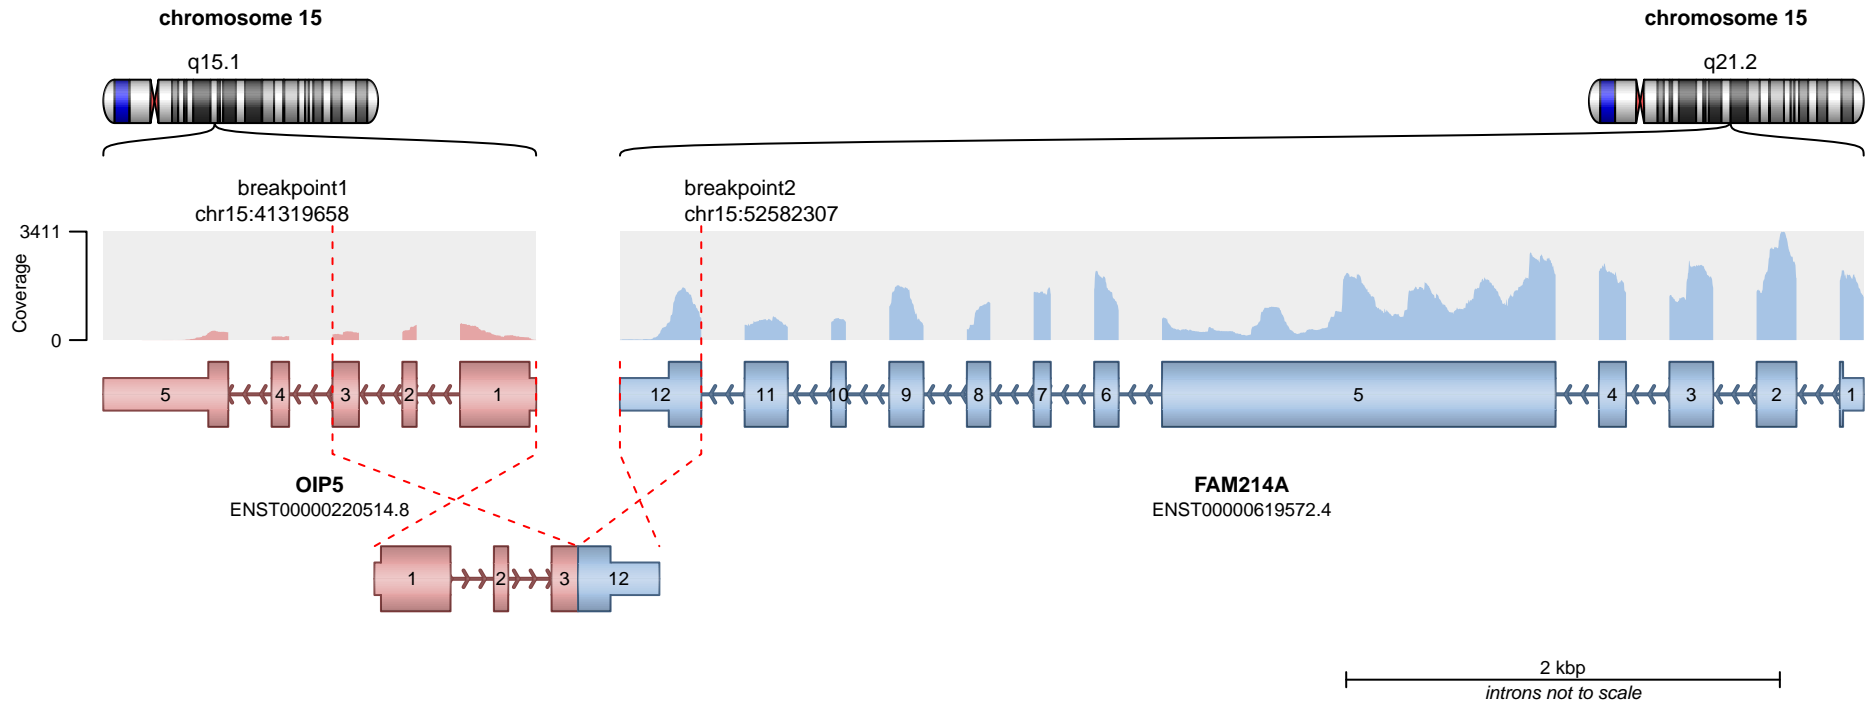 chromosome 15
chromosome 15
q15.1
q21.2
breakpoint1
chr15:41319658
breakpoint2
chr15:52582307
3411
Coverage
0
5 4 3 2 1
12 11 10 9 8 7 6 5 4 3 2 1
OIP5
ENST00000220514.8
FAM214A
ENST00000619572.4
1 2 3 12
2 kbp
introns not to scale